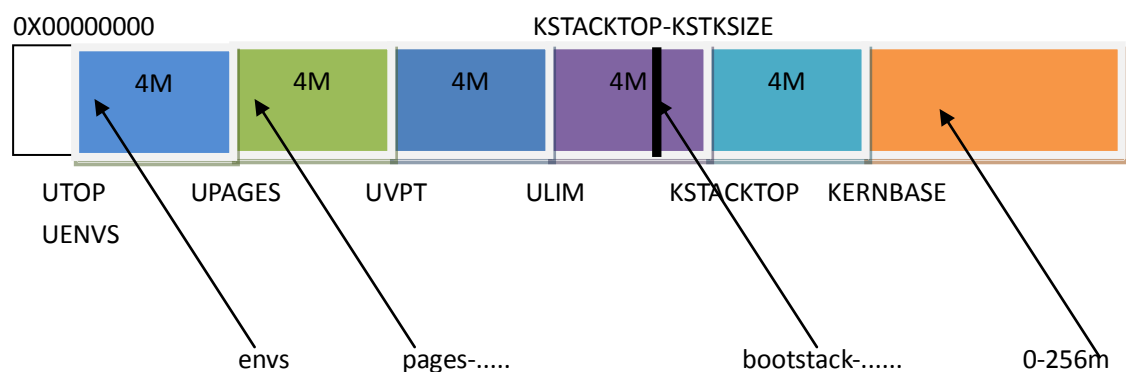 0X00000000 KSTACKTOP-KSTKSIZE
4M 4M 4M 4M 4M
UTOP UPAGES UVPT ULIM KSTACKTOP KERNBASE
UENVS
envs pages-..... bootstack-...... 0-256m